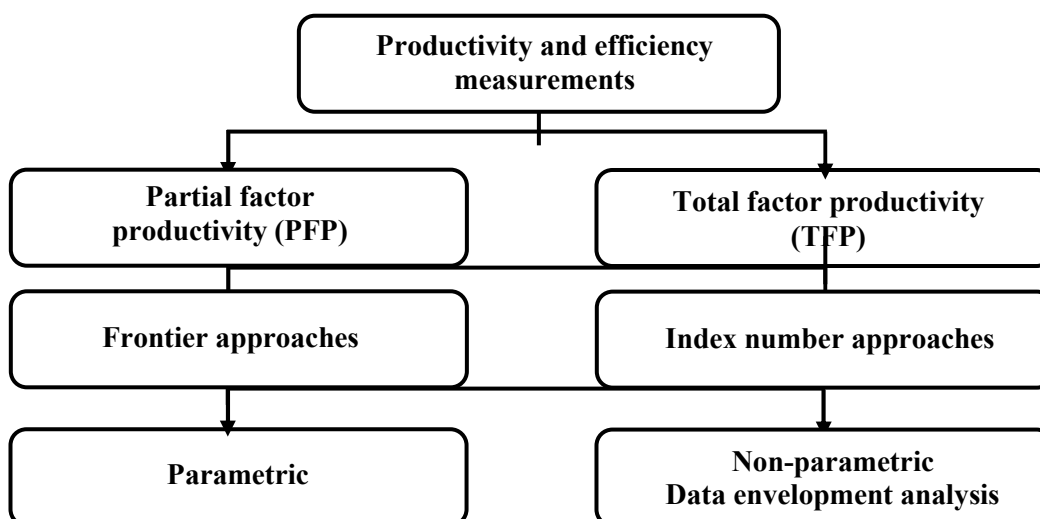 Productivity and efficiency
measurements
Partial factor
productivity (PFP)
Total factor productivity
(TFP)
Frontier approaches
Index number approaches
Parametric
Non-parametric
Data envelopment analysis